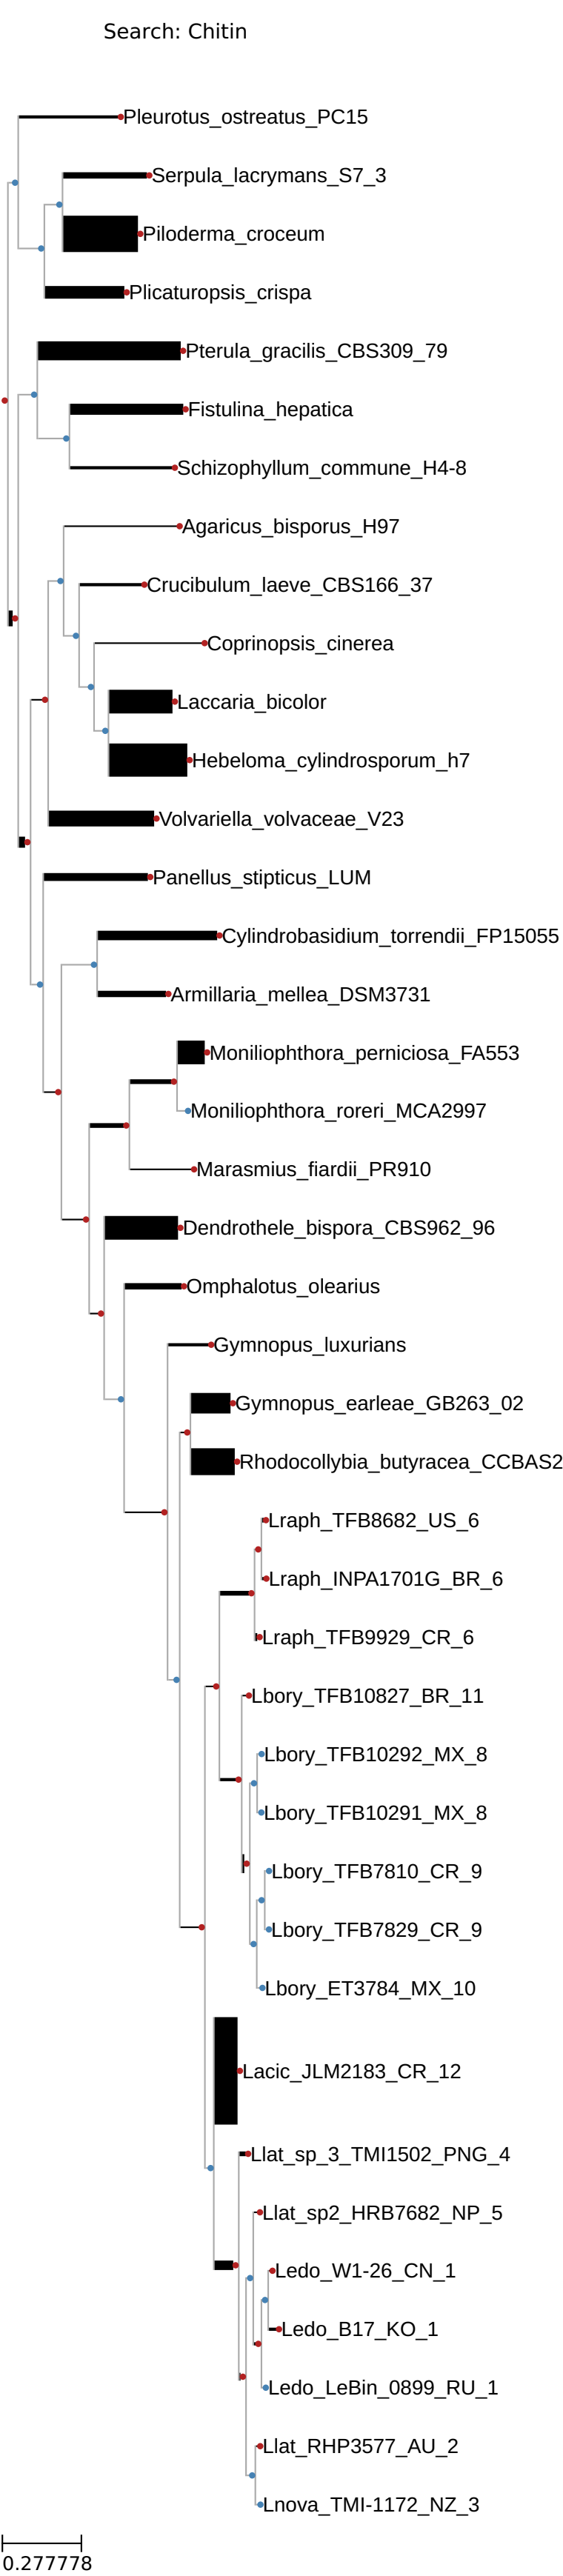 Search: Chitin
Pleurotus_ostreatus_PC15
Serpula_lacrymans_S7_3
Piloderma_croceum
Plicaturopsis_crispa
Pterula_gracilis_CBS309_79
Fistulina_hepatica
Schizophyllum_commune_H4-8
Agaricus_bisporus_H97
Crucibulum_laeve_CBS166_37
Coprinopsis_cinerea
Laccaria_bicolor
Hebeloma_cylindrosporum_h7
Volvariella_volvaceae_V23
Panellus_stipticus_LUM
Cylindrobasidium_torrendii_FP15055
Armillaria_mellea_DSM3731
Moniliophthora_perniciosa_FA553
Moniliophthora_roreri_MCA2997
Marasmius_fiardii_PR910
Dendrothele_bispora_CBS962_96
Omphalotus_olearius
Gymnopus_luxurians
Gymnopus_earleae_GB263_02
Rhodocollybia_butyracea_CCBAS2
Lraph_TFB8682_US_6
Lraph_INPA1701G_BR_6
Lraph_TFB9929_CR_6
Lbory_TFB10827_BR_11
Lbory_TFB10292_MX_8
Lbory_TFB10291_MX_8
Lbory_TFB7810_CR_9
Lbory_TFB7829_CR_9
Lbory_ET3784_MX_10
Lacic_JLM2183_CR_12
Llat_sp_3_TMI1502_PNG_4
Llat_sp2_HRB7682_NP_5
Ledo_W1-26_CN_1
Ledo_B17_KO_1
Ledo_LeBin_0899_RU_1
Llat_RHP3577_AU_2
Lnova_TMI-1172_NZ_3
0.277778